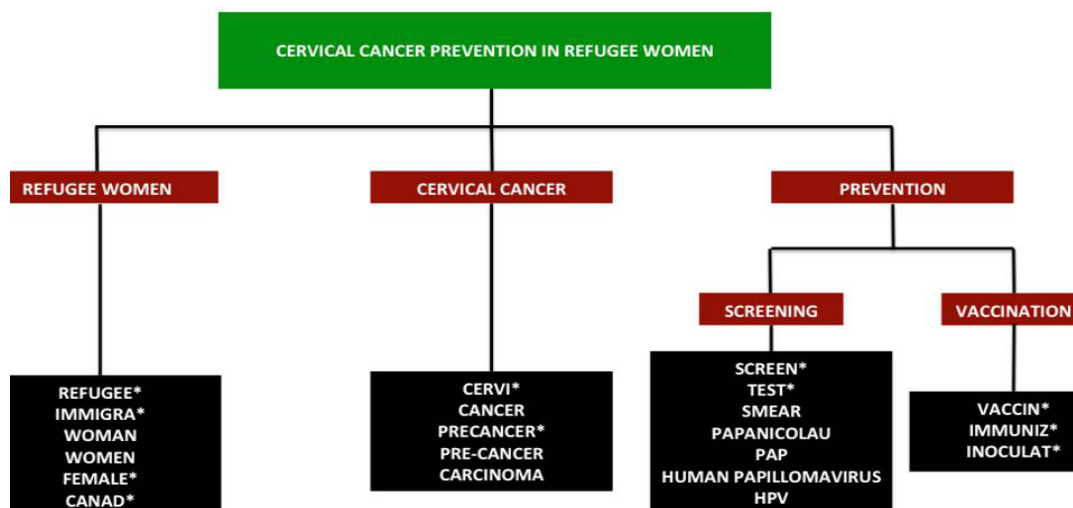 CERVICAL CANCER PREVENTION IN REFUGEE WOMEN
REFUGEE WOMEN
CERVICAL CANCER
PREVENTION
SCREENING
VACCINATION
REFUGEE*
IMMIGRA*
WOMAN
WOMEN
FEMALE*
CANAD*
CERVI*
CANCER
PRECANCER*
PRE-CANCER
CARCINOMA
SCREEN*
TEST*
SMEAR
PAPANICOLAU
PAP
HUMAN PAPILLOMAVIRUS
HPV
VACCIN*
IMMUNIZ*
INOCULAT*